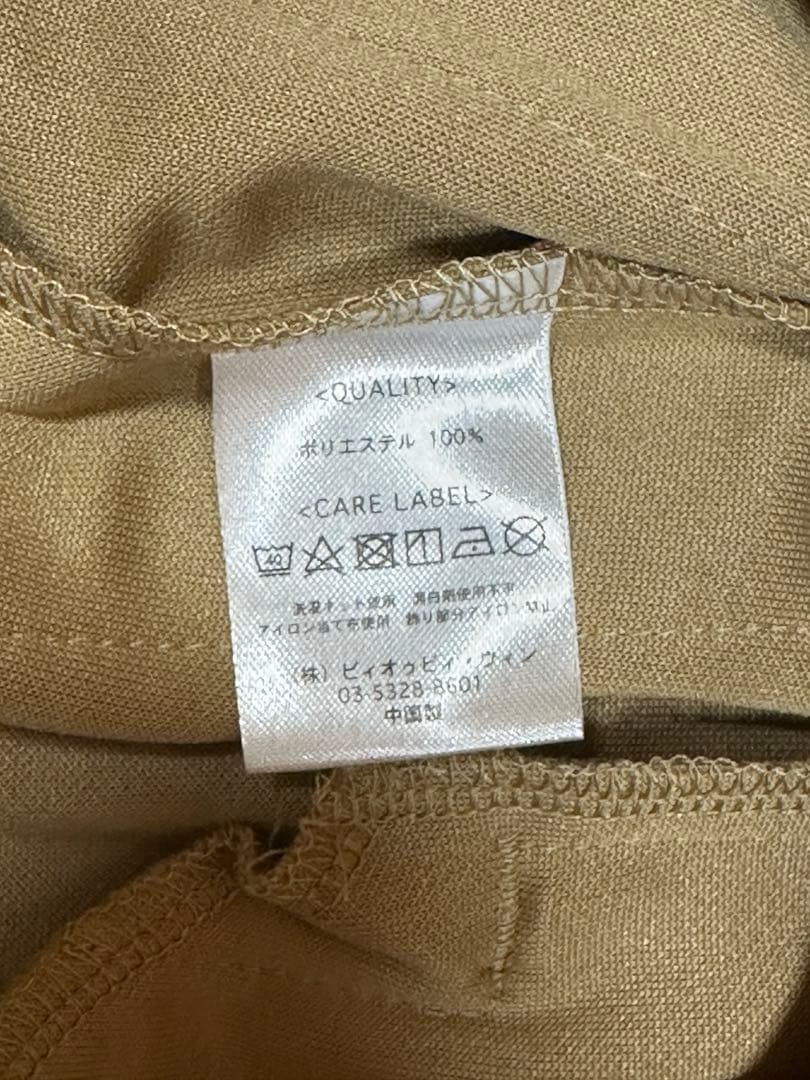 <QUALITY>
ポリエステル 100%
<CARE LABEL>
40
洗濯ネット使用 漂白剤使用不可
アイロン当て布使用 飾り部分アイロン禁止
(株) ビィオゥビィ・ヴィン
03-5328-8601
中国製